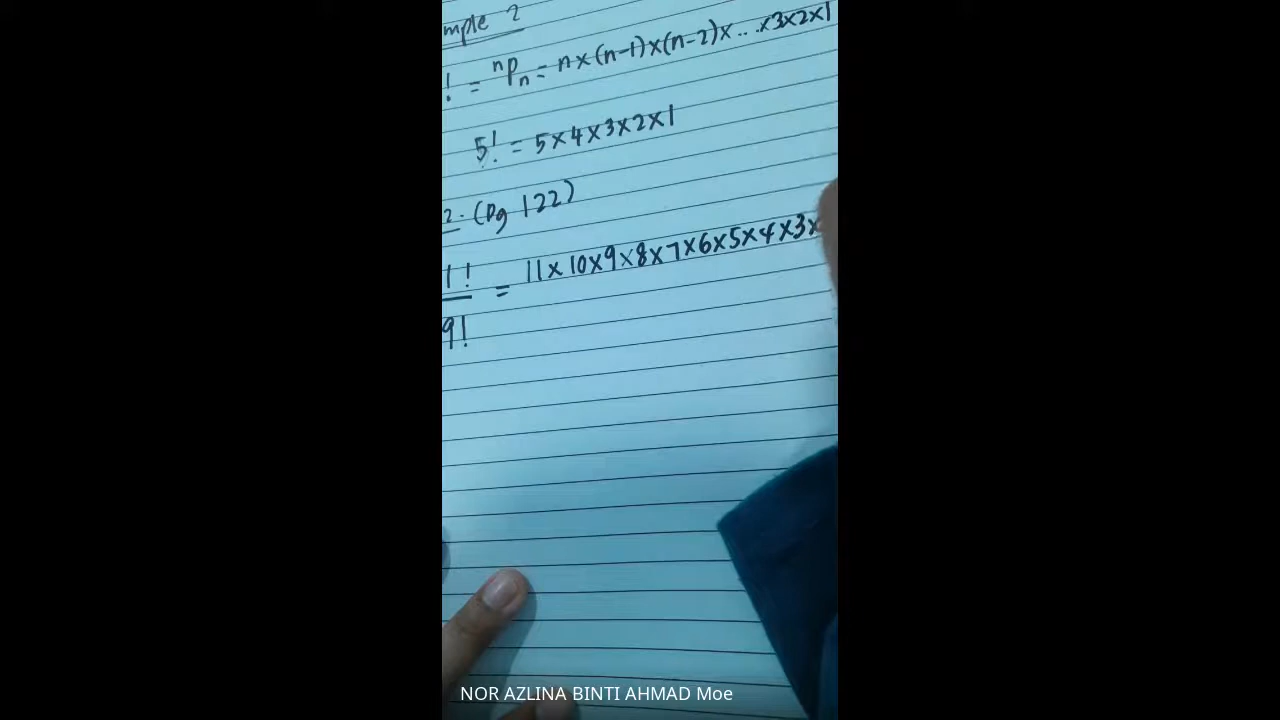 mple 2
! = ⁿPₙ = n×(n-1)×(n-2)×...×3×2×1
5! = 5×4×3×2×1
2. (Pg 122)
1! = 11×10×9×8×7×6×5×4×3×
9!
NOR AZLINA BINTI AHMAD Moe